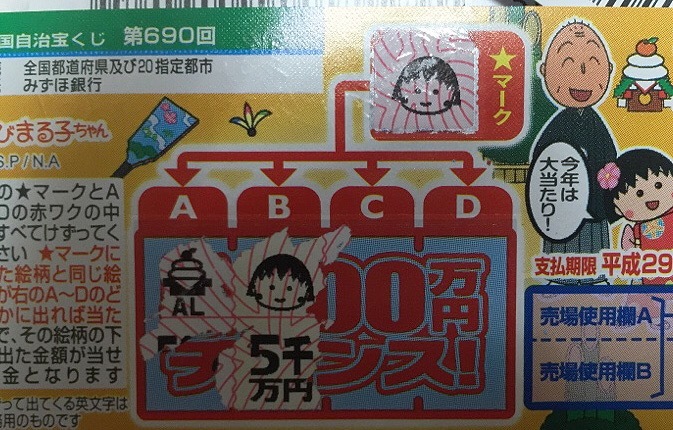 国自治宝くじ 第690回
全国都道府県及び20指定都市
みずほ銀行
★マーク
びまる子ちゃん
S.P/N.A
今年は
大当たり!
A B C D
の★マークとA
Dの赤ワクの中
すべてけずってく
さい ★マークに
た絵柄と同じ絵
が右のA〜Dのど
かに出れば当た
で、その絵柄の下
出た金額が当せ
金となります
って出てくる英文字は
務用のものです
00万円
チャンス!
AL
5千
万円
支払期限 平成29
売場使用欄A
売場使用欄B